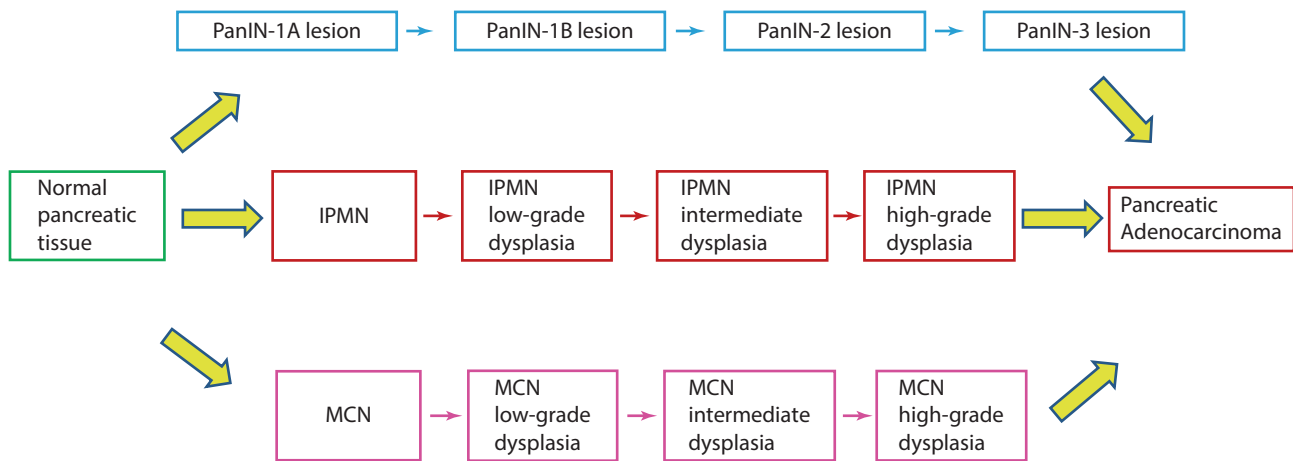 PanIN-1A lesion
PanIN-1B lesion
PanIN-2 lesion
PanIN-3 lesion
Normal
pancreatic
tissue
IPMN
IPMN
low-grade
dysplasia
IPMN
intermediate
dysplasia
IPMN
high-grade
dysplasia
Pancreatic
Adenocarcinoma
MCN
MCN
low-grade
dysplasia
MCN
intermediate
dysplasia
MCN
high-grade
dysplasia